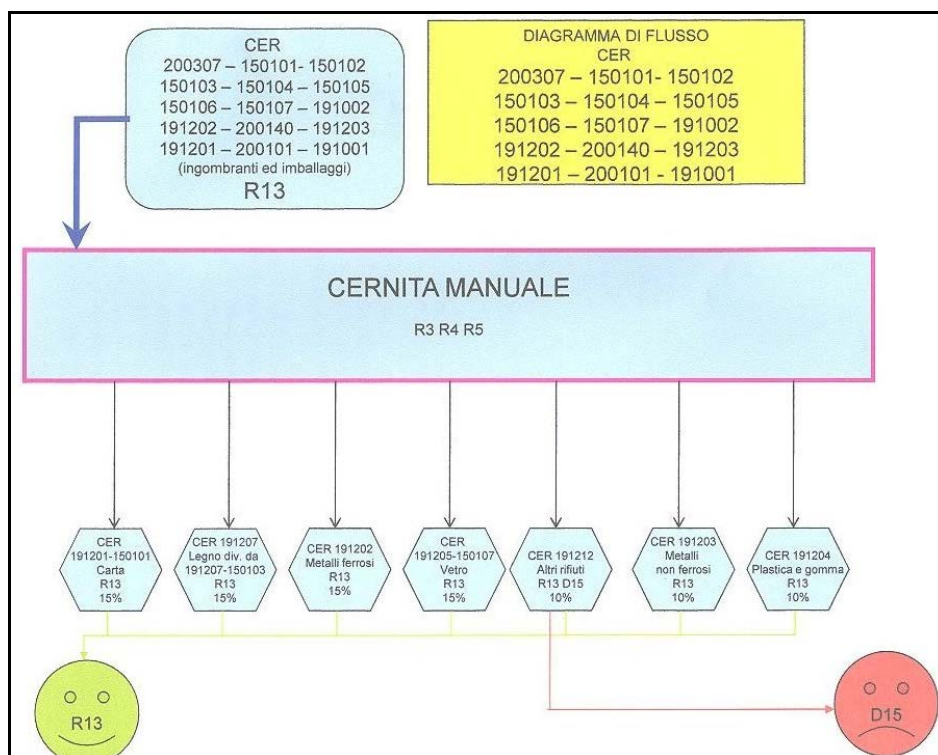 CER
200307 – 150101- 150102
150103 – 150104 – 150105
150106 – 150107 – 191002
191202 – 200140 – 191203
191201 – 200101 – 191001
(ingombranti ed imballaggi)
R13
DIAGRAMMA DI FLUSSO
CER
200307 – 150101- 150102
150103 – 150104 – 150105
150106 – 150107 – 191002
191202 – 200140 – 191203
191201 – 200101 - 191001
CERNITA MANUALE
R3 R4 R5
CER
191201-150101
Carta
R13
15%
CER 191207
Legno div. da
191207-150103
R13
15%
CER 191202
Metalli ferrosi
R13
15%
CER
191205-150107
Vetro
R13
15%
CER 191212
Altri rifiuti
R13 D15
10%
CER 191203
Metalli
non ferrosi
R13
10%
CER 191204
Plastica e gomma
R13
10%
R13
D15